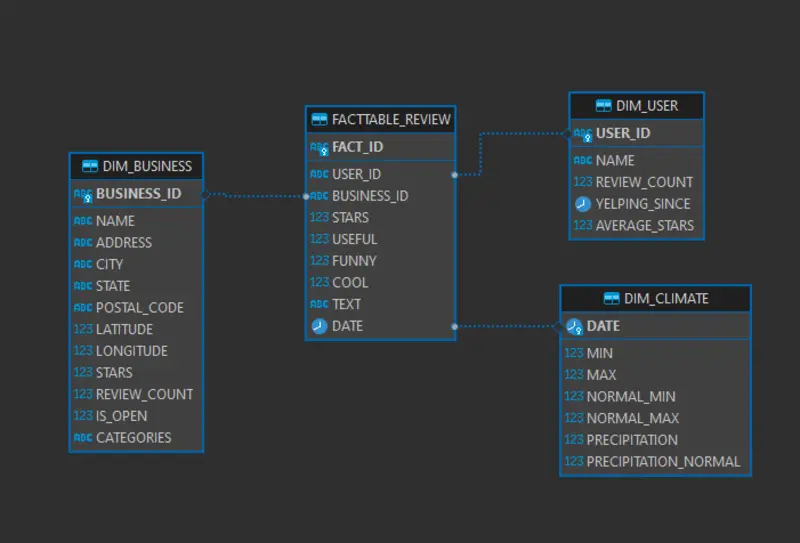 DIM_BUSINESS
ABC BUSINESS_ID
ABC NAME
ABC ADDRESS
ABC CITY
ABC STATE
ABC POSTAL_CODE
123 LATITUDE
123 LONGITUDE
123 STARS
123 REVIEW_COUNT
123 IS_OPEN
ABC CATEGORIES
FACTTABLE_REVIEW
ABC FACT_ID
ABC USER_ID
ABC BUSINESS_ID
123 STARS
123 USEFUL
123 FUNNY
123 COOL
ABC TEXT
DATE
DIM_USER
ABC USER_ID
ABC NAME
123 REVIEW_COUNT
YELPING_SINCE
123 AVERAGE_STARS
DIM_CLIMATE
DATE
123 MIN
123 MAX
123 NORMAL_MIN
123 NORMAL_MAX
123 PRECIPITATION
123 PRECIPITATION_NORMAL